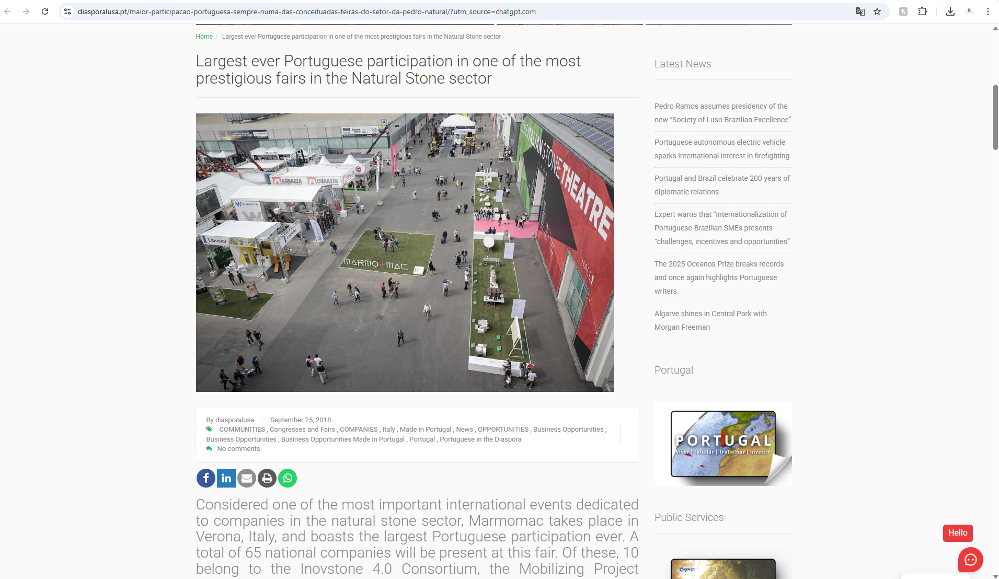 diasporalusa.pt/maior-participacao-portuguesa-sempre-numa-das-conceituadas-feiras-do-setor-da-pedro-natural/?utm_source=chatgpt.com
Home / Largest ever Portuguese participation in one of the most prestigious fairs in the Natural Stone sector
Largest ever Portuguese participation in one of the most
prestigious fairs in the Natural Stone sector
4
THE ITALIAN STONE THEATRE
CORAZZA
CORAZZA
WINNER
W
Lameter
Lameter
MARMO+MAC
HALL 1
By diasporalusa
September 25, 2018
COMMUNITIES , Congresses and Fairs , COMPANIES , Italy , Made in Portugal , News , OPPORTUNITIES , Business Opportunities ,
Business Opportunities , Business Opportunities Made in Portugal , Portugal , Portuguese in the Diaspora
No comments
f
in
Considered one of the most important international events dedicated
to companies in the natural stone sector, Marmomac takes place in
Verona, Italy, and boasts the largest Portuguese participation ever. A
total of 65 national companies will be present at this fair. Of these, 10
belong to the Inovstone 4.0 Consortium, the Mobilizing Project
Latest News
Pedro Ramos assumes presidency of the
new “Society of Luso-Brazilian Excellence”
Portuguese autonomous electric vehicle
sparks international interest in firefighting
Portugal and Brazil celebrate 200 years of
diplomatic relations
Expert warns that “internationalization of
Portuguese-Brazilian SMEs presents
“challenges, incentives and opportunities”
The 2025 Oceanos Prize breaks records
and once again highlights Portuguese
writers.
Algarve shines in Central Park with
Morgan Freeman
Portugal
PORTUGAL
Viver | Estudar | Trabalhar | Investir
Public Services
gov.pt
Hello